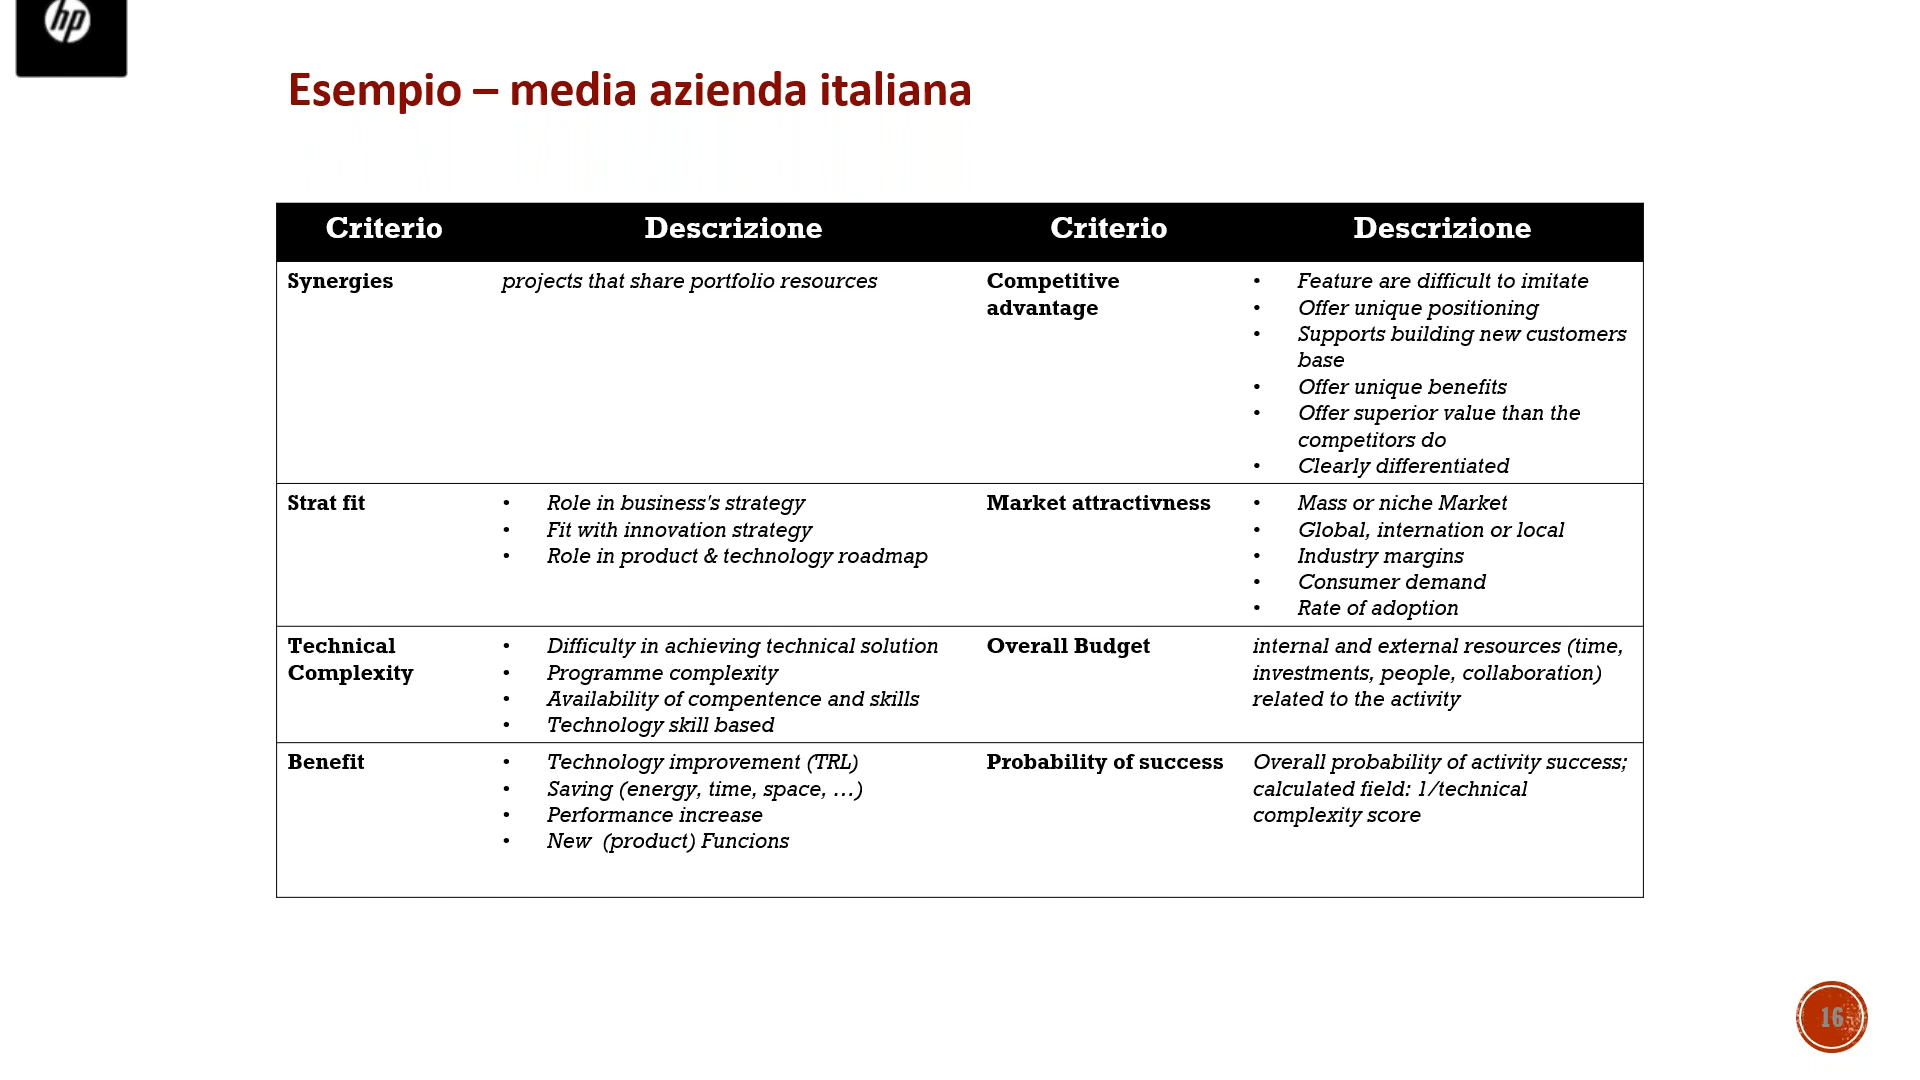 hp
Esempio – media azienda italiana
Criterio Descrizione Criterio Descrizione
Synergies
projects that share portfolio resources
Competitive
advantage
• Feature are difficult to imitate
• Offer unique positioning
• Supports building new customers
base
• Offer unique benefits
• Offer superior value than the
competitors do
• Clearly differentiated
Strat fit
• Role in business's strategy
• Fit with innovation strategy
• Role in product & technology roadmap
Market attractivness
• Mass or niche Market
• Global, internation or local
• Industry margins
• Consumer demand
• Rate of adoption
Technical
Complexity
• Difficulty in achieving technical solution
• Programme complexity
• Availability of compentence and skills
• Technology skill based
Overall Budget
internal and external resources (time,
investments, people, collaboration)
related to the activity
Benefit
• Technology improvement (TRL)
• Saving (energy, time, space, …)
• Performance increase
• New (product) Funcions
Probability of success
Overall probability of activity success;
calculated field: 1/technical
complexity score
16